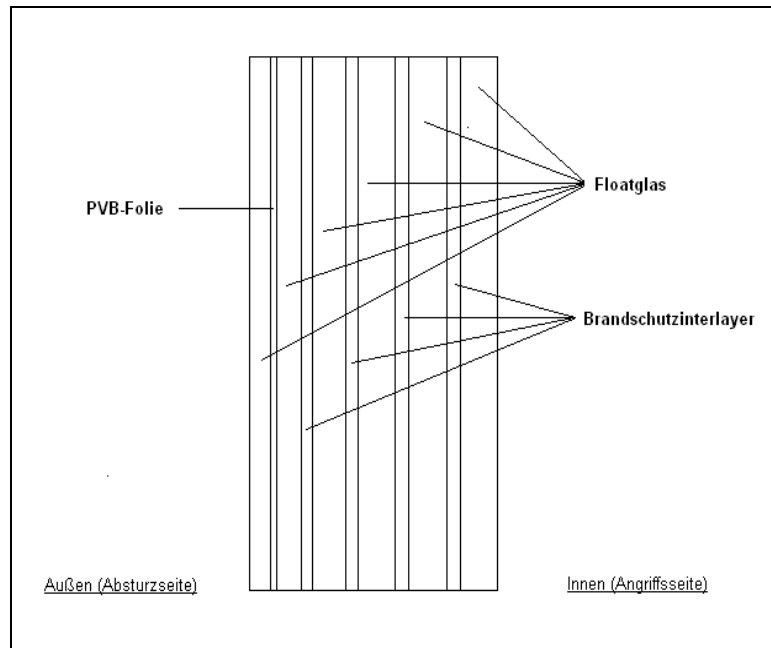 Floatglas
PVB-Folie
Brandschutzinterlayer
Außen (Absturzseite)
Innen (Angriffsseite)